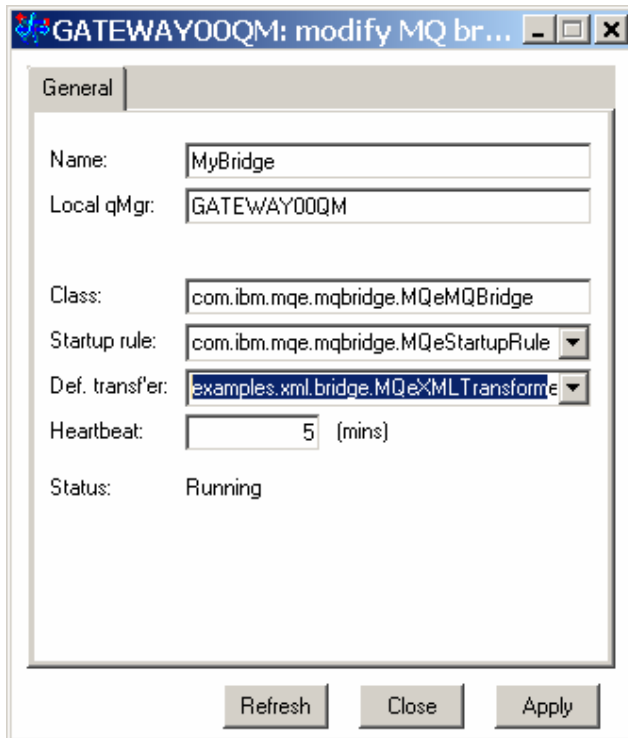 GATEWAY00QM: modify MQ br...
General
Name: MyBridge
Local qMgr: GATEWAY00QM
Class: com.ibm.mqe.mqbridge.MQeMQBridge
Startup rule: com.ibm.mqe.mqbridge.MQeStartupRule
Def. transf'er: examples.xml.bridge.MQeXMLTransforme
Heartbeat: 5 (mins)
Status: Running
Refresh Close Apply